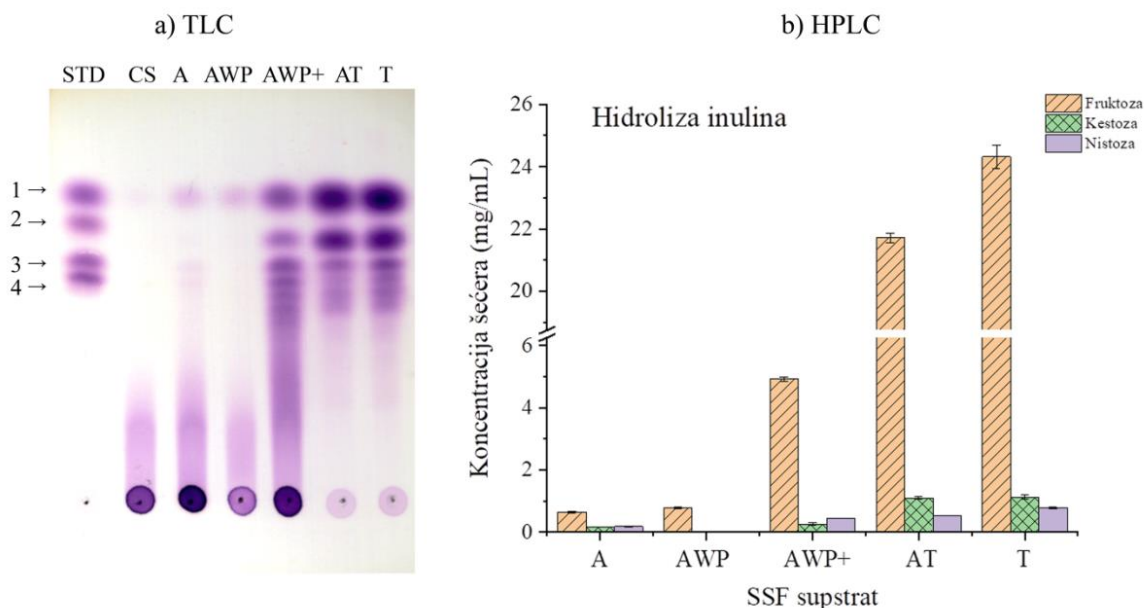 a) TLC
STD CS A AWP AWP+ AT T
1 →
2 →
3 →
4 →
b) HPLC
Hidroliza inulina
Fruktoza
Kestoza
Nistoza
Koncentracija šećera (mg/mL)
26
24
22
20
6
4
2
0
A AWP AWP+ AT T
SSF supstrat